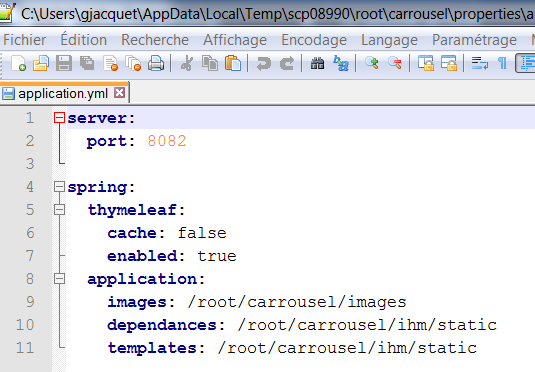 C:\Users\gjacquet\AppData\Local\Temp\scp08990\root\carrousel\properties\a
Fichier Édition Recherche Affichage Encodage Langage Paramétrage M
application.yml
1 server:
2 port: 8082
3
4 spring:
5 thymeleaf:
6 cache: false
7 enabled: true
8 application:
9 images: /root/carrousel/images
10 dependances: /root/carrousel/ihm/static
11 templates: /root/carrousel/ihm/static